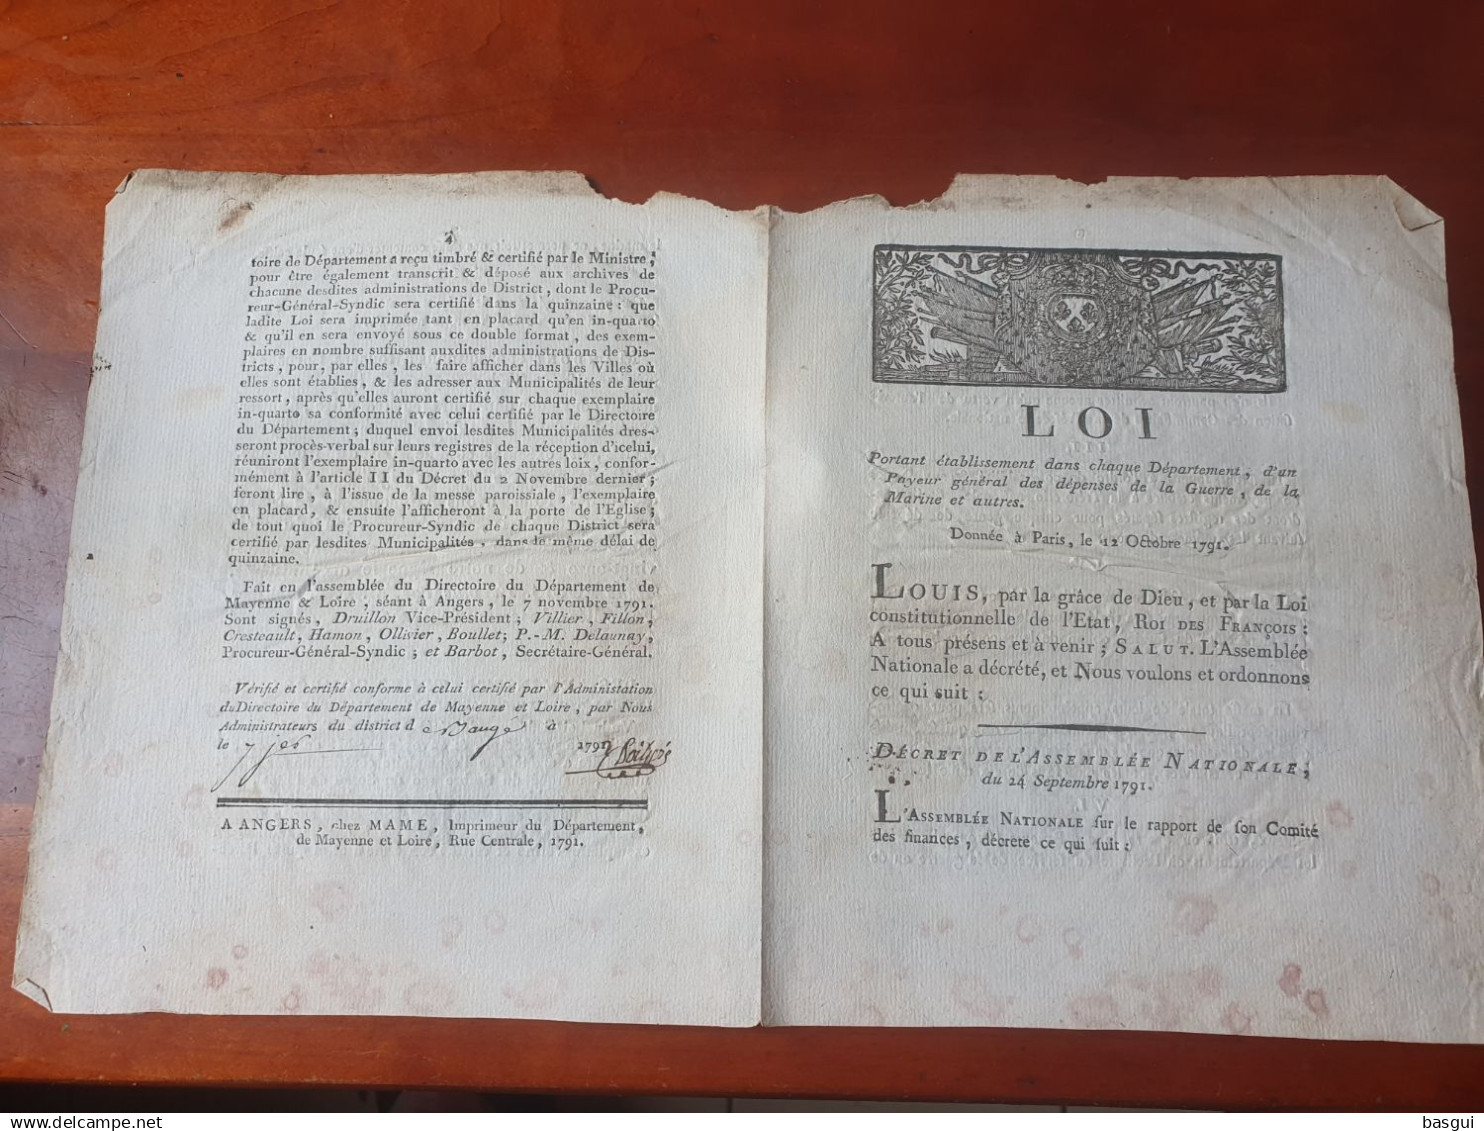 4
toire de Département a reçu timbré & certifié par le Ministre,
pour être également transcrit & déposé aux archives de
chacune desdites administrations de District, dont le Procu-
reur-Général-Syndic sera certifié dans la quinzaine : que
ladite Loi sera imprimée tant en placard qu'en in-quarto
& qu'il en sera envoyé sous ce double format, des exem-
plaires en nombre suffisant auxdites administrations de Dis-
tricts, pour, par elles, les faire afficher dans les Villes où
elles sont établies, & les adresser aux Municipalités de leur
ressort, après qu'elles auront certifié sur chaque exemplaire
in-quarto sa conformité avec celui certifié par le Directoire
du Département ; duquel envoi lesdites Municipalités dres-
seront procès-verbal sur leurs registres de la réception d'icelui,
réuniront l'exemplaire in-quarto avec les autres loix, confor-
mément à l'article II du Décret du 2 Novembre dernier ;
feront lire, à l'issue de la messe paroissiale, l'exemplaire
en placard, & ensuite l'afficheront à la porte de l'Eglise ;
de tout quoi le Procureur-Syndic de chaque District sera
certifié par lesdites Municipalités, dans le même délai de
quinzaine.
Fait en l'assemblée du Directoire du Département de
Mayenne & Loire, séant à Angers, le 7 novembre 1791.
Sont signés, Druillon Vice-Président ; Villier, Fillon,
Cresteault, Hamon, Ollivier, Boullet ; P.-M. Delaunay,
Procureur-Général-Syndic ; et Barbot, Secrétaire-Général.
Vérifié et certifié conforme à celui certifié par l'Administation
du Directoire du Département de Mayenne et Loire, par Nous
Administrateurs du district d e Baugé à
le 1791
A ANGERS, chez MAME, Imprimeur du Département,
de Mayenne et Loire, Rue Centrale, 1791.
LOI
Portant établissement dans chaque Département, d'un
Payeur général des dépenses de la Guerre, de la
Marine et autres.
Donnée à Paris, le 12 Octobre 1791.
LOUIS, par la grâce de Dieu, et par la Loi
constitutionnelle de l'Etat, ROI DES FRANÇOIS :
A tous présens et à venir ; SALUT. L'Assemblée
Nationale a décrété, et Nous voulons et ordonnons
ce qui suit :
DÉCRET DE L'ASSEMBLÉE NATIONALE,
du 24 Septembre 1791.
L'ASSEMBLÉE NATIONALE sur le rapport de son Comité
des finances, décrete ce qui suit :
basgui